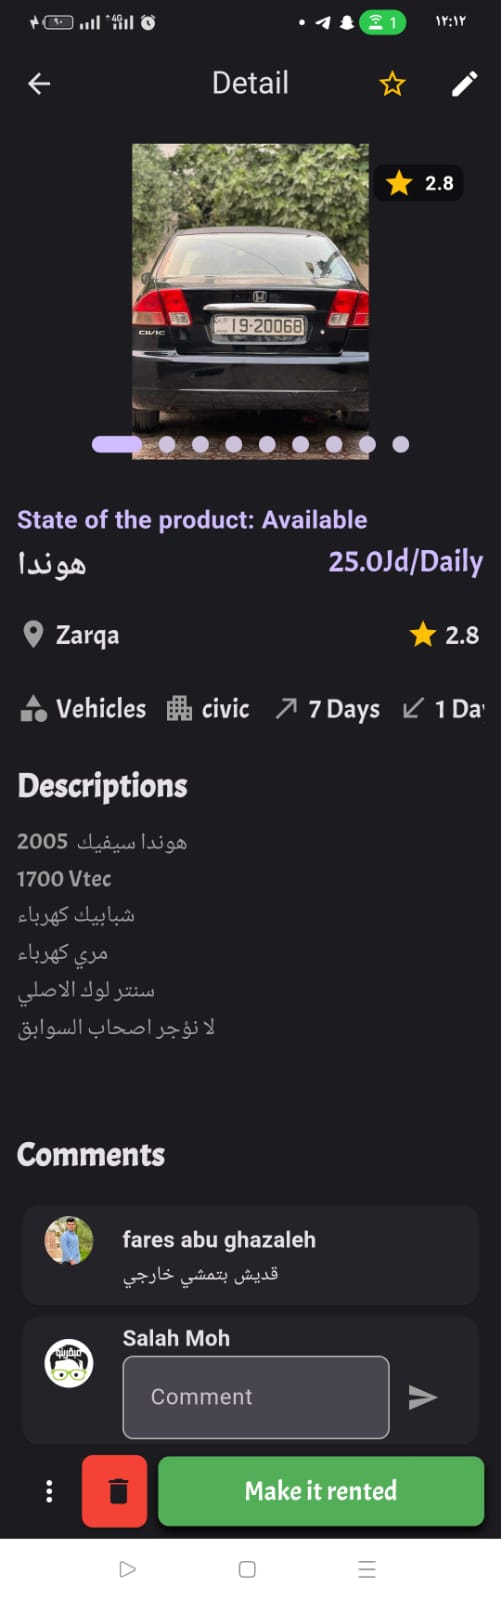 4G 1 ١٢:١٢
Detail
2.8
CIVIC
19-20068
State of the product: Available
هوندا 25.0Jd/Daily
Zarqa 2.8
Vehicles civic 7 Days 1 Da
Descriptions
هوندا سيفيك 2005
1700 Vtec
شبابيك كهرباء
مري كهرباء
سنتر لوك الاصلي
لا نؤجر اصحاب السوابق
Comments
fares abu ghazaleh
قديش بتمشي خارجي
Salah Moh
Comment
Make it rented